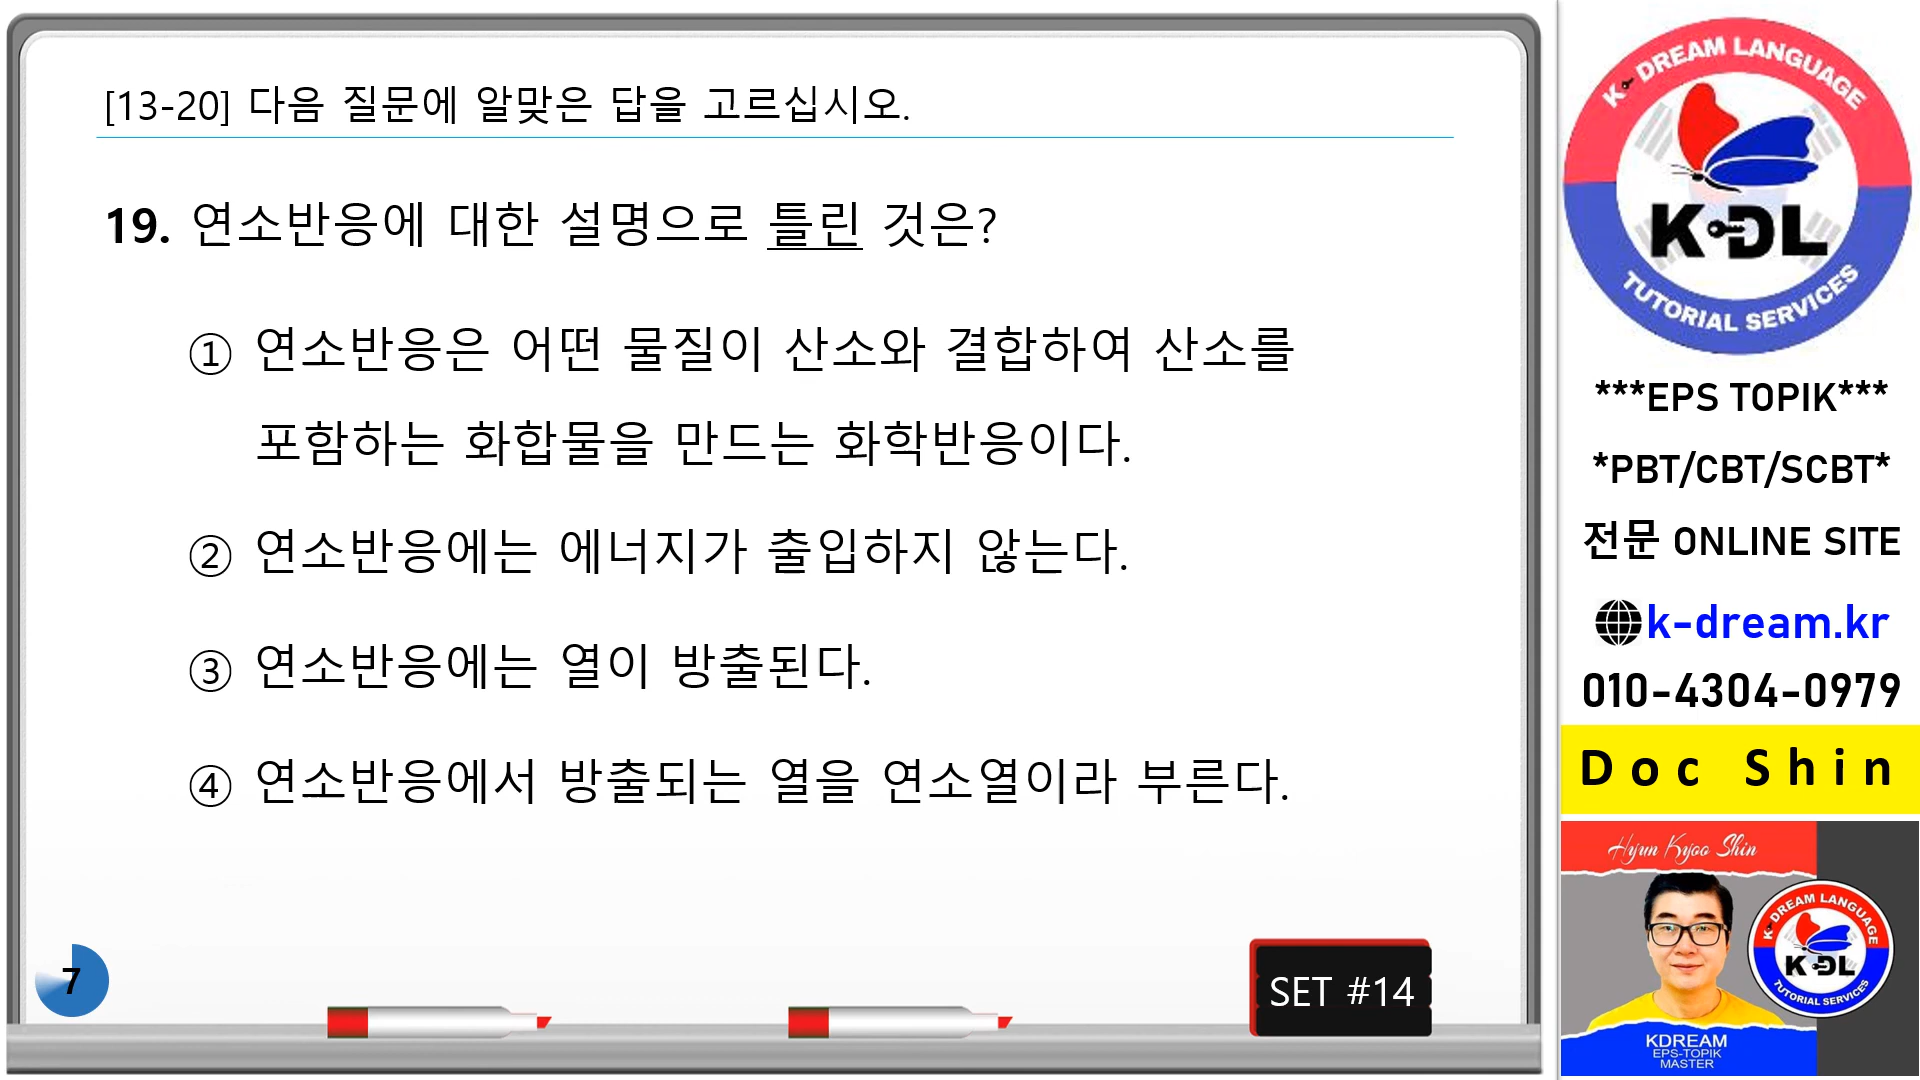 [13-20] 다음 질문에 알맞은 답을 고르십시오.
19. 연소반응에 대한 설명으로 틀린 것은?
① 연소반응은 어떤 물질이 산소와 결합하여 산소를
포함하는 화합물을 만드는 화학반응이다.
② 연소반응에는 에너지가 출입하지 않는다.
③ 연소반응에는 열이 방출된다.
④ 연소반응에서 방출되는 열을 연소열이라 부른다.
7
SET #14
K-DREAM LANGUAGE
K-DL
TUTORIAL SERVICES
***EPS TOPIK***
*PBT/CBT/SCBT*
전문 ONLINE SITE
k-dream.kr
010-4304-0979
Doc Shin
Hyun Kyoo Shin
K-DREAM LANGUAGE
K-DL
TUTORIAL SERVICES
KDREAM
EPS-TOPIK
MASTER